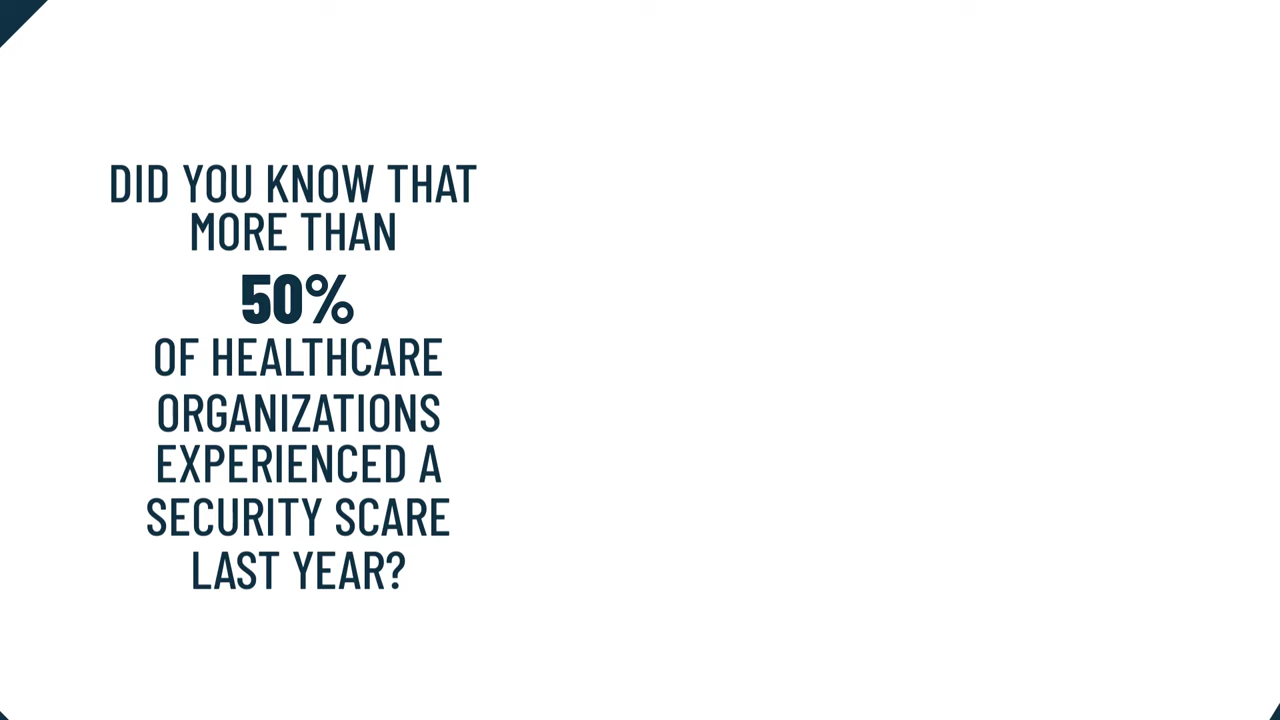 DID YOU KNOW THAT
MORE THAN
50%
OF HEALTHCARE
ORGANIZATIONS
EXPERIENCED A
SECURITY SCARE
LAST YEAR?